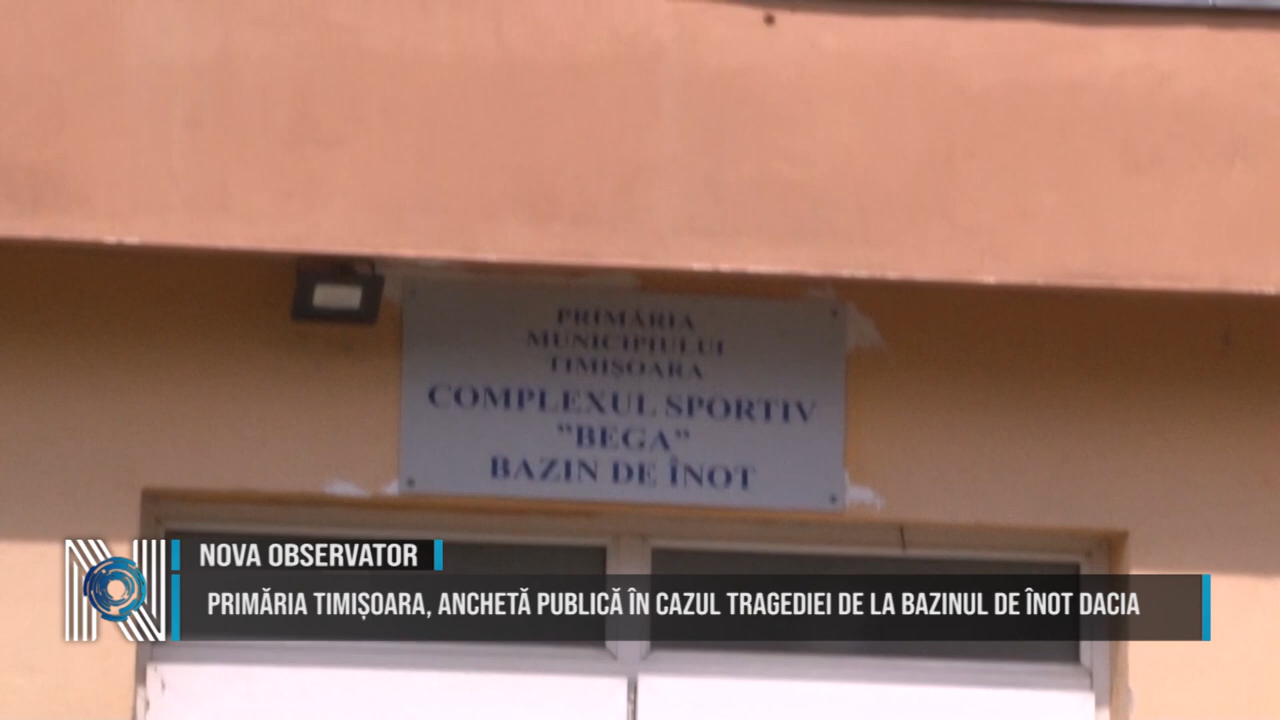 PRIMĂRIA
MUNICIPIULUI
TIMIȘOARA
COMPLEXUL SPORTIV
”BEGA”
BAZIN DE ÎNOT
NOVA OBSERVATOR
PRIMĂRIA TIMIȘOARA, ANCHETĂ PUBLICĂ ÎN CAZUL TRAGEDIEI DE LA BAZINUL DE ÎNOT DACIA